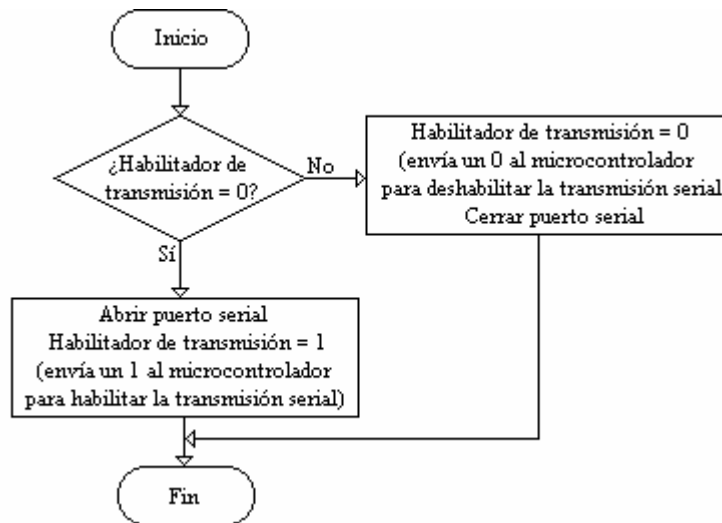 Inicio
¿Habilitador de
transmisión = 0?
No
Habilitador de transmisión = 0
(envía un 0 al microcontrolador
para deshabilitar la transmisión serial
Cerrar puerto serial
Sí
Abrir puerto serial
Habilitador de transmisión = 1
(envía un 1 al microcontrolador
para habilitar la transmisión serial)
Fin